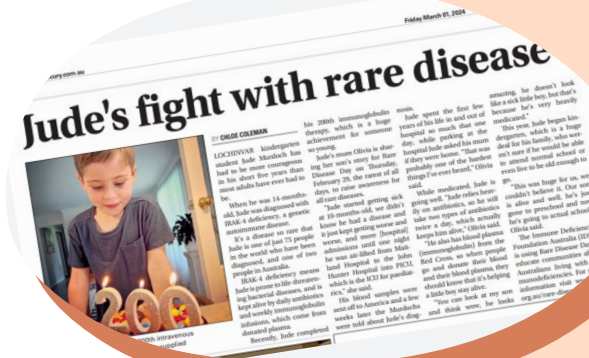 cury.com.au
Friday March 01, 2024
Jude's fight with rare disease
BY CHLOE COLEMAN
LOCHINVAR kindergarten
student Jude Murdoch has
had to be more courageous
in his short five years than
most adults have ever had to
be.
When he was 14-months-
old, Jude was diagnosed with
IRAK-4 deficiency, a genetic
autoimmune disease.
It's a disease so rare that
Jude is one of just 75 people
in the world who have been
diagnosed, and one of two
people in Australia.
IRAK-4 deficiency means
Jude is prone to life-threaten-
ing bacterial diseases, and is
kept alive by daily antibiotics
and weekly immunoglobulin
infusions, which come from
donated plasma.
Recently, Jude completed
his 200th immunoglobulin
therapy, which is a huge
achievement for someone
so young.
Jude's mum Olivia is shar-
ing her son's story for Rare
Disease Day on Thursday,
February 29, the rarest of all
days, to raise awareness for
all rare diseases.
"Jude started getting sick
at 10-months-old, we didn't
know he had a disease and
it just kept getting worse and
worse, and more [hospital]
admissions until one night
he was air-lifted from Mait-
land Hospital to the John
Hunter Hospital into PICU,
which is the ICU for paediat-
rics," she said.
His blood samples were
sent off to America and a few
weeks later the Murdochs
were told about Jude's diag-
nosis.
Jude spent the first few
years of his life in and out of
hospital so much that one
day, while parking at the
hospital Jude asked his mum
if they were home. "That was
probably one of the hardest
things I've ever heard," Olivia
said.
While medicated, Jude is
going well. "Jude relies heav-
ily on antibiotics, so he will
take two types of antibiotics
twice a day, which actually
keeps him alive," Olivia said.
"He also has blood plasma
(immunoglobulin) from the
Red Cross, so when people
go and donate their blood
and their blood plasma, they
should know that it's helping
a little boy stay alive.
"You can look at my son
and think wow, he looks
amazing, he doesn't look
like a sick little boy, but that's
because he's very heavily
medicated."
This year, Jude began kin-
dergarten, which is a huge
deal for his family, who wer-
en't sure if he would be able
to attend normal school or
even live to be old enough to
go.
"This was huge for us, we
couldn't believe it. Our son
is alive and well, he's just
gone to preschool and now
he's going to actual school
Olivia said.
The Immune Deficienc
Foundation Australia (ID
is using Rare Disease Da
unite communities a
Australians living with
munodeficiencies. For
information visit w
org.au/rare-dise
200
200th intravenous
supplied